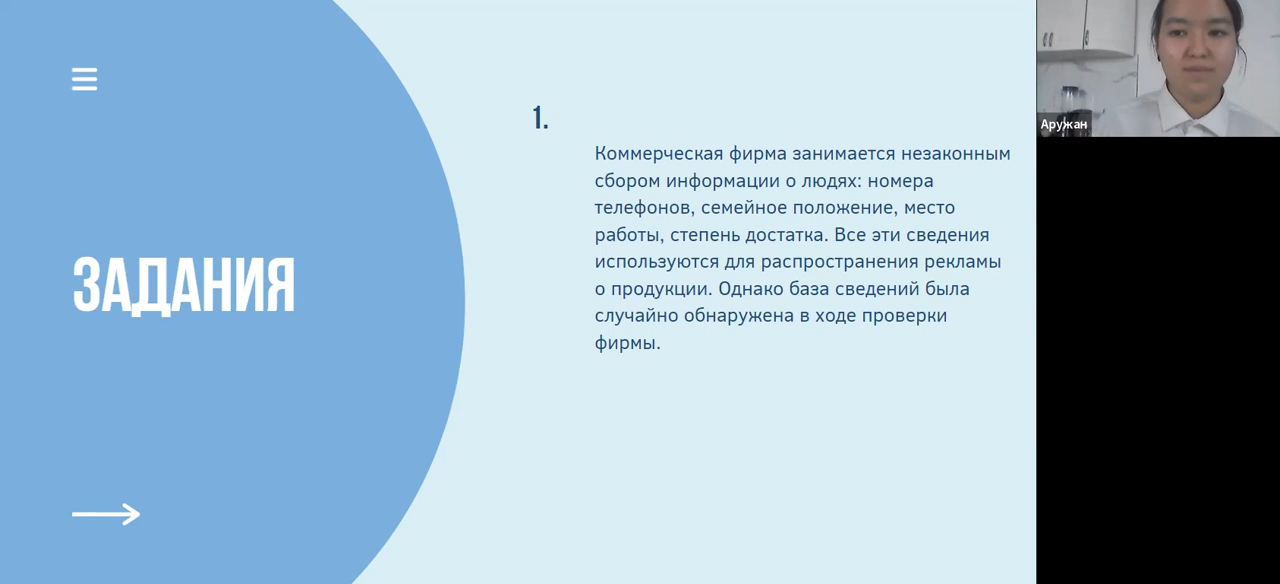 ЗАДАНИЯ
1.
Коммерческая фирма занимается незаконным
сбором информации о людях: номера
телефонов, семейное положение, место
работы, степень достатка. Все эти сведения
используются для распространения рекламы
о продукции. Однако база сведений была
случайно обнаружена в ходе проверки
фирмы.
Аружан